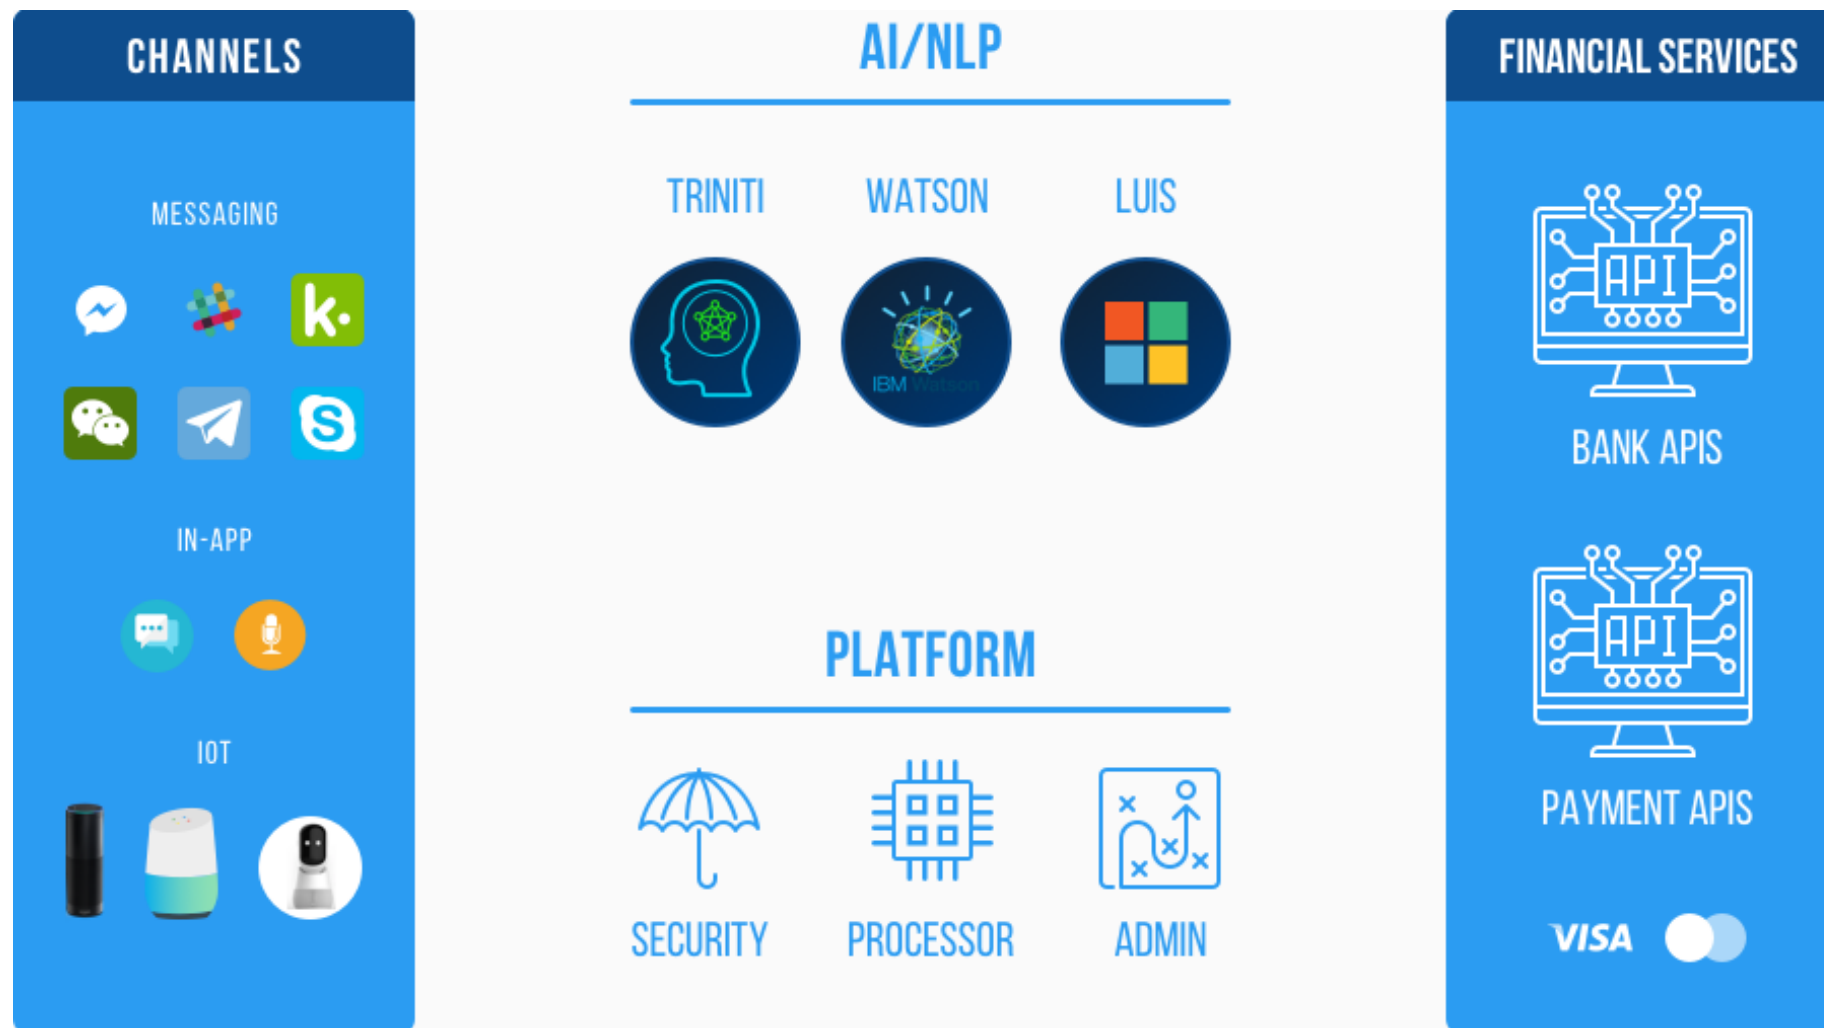 CHANNELS
MESSAGING
k.
S
IN-APP
IOT
AI/NLP
TRINITI WATSON LUIS
IBM Watson
PLATFORM
SECURITY PROCESSOR ADMIN
FINANCIAL SERVICES
API
BANK APIS
API
PAYMENT APIS
VISA